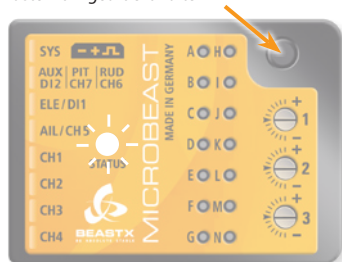 SYS
AUX PIT RUD
DI2 CH7 CH6
ELE/DI1
AIL/CH5
CH1
CH2
CH3
CH4
STATUS
BEASTX
MICROBEAST
MADE IN GERMANY
A H
B I
C J
D K
E L
F M
G N
+ 1 -
+ 2 -
+ 3 -